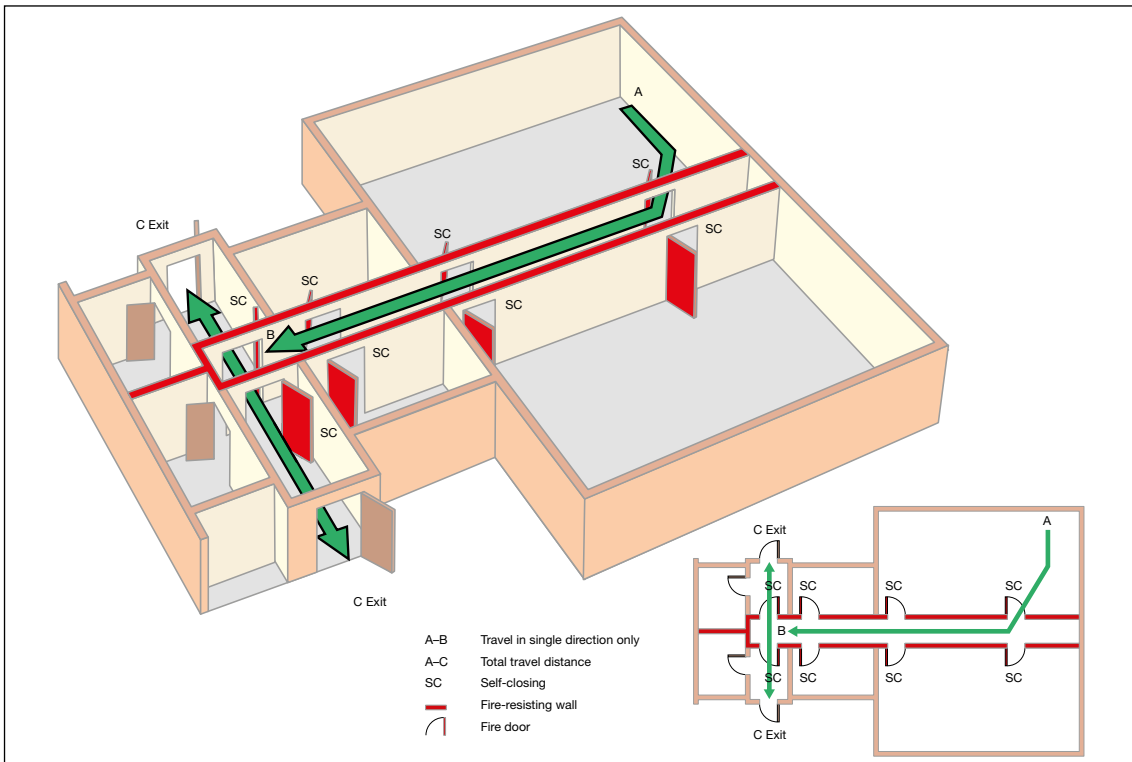 A
SC
C Exit
SC
SC
SC
SC
SC
B
SC
SC
C Exit
A–B Travel in single direction only
A–C Total travel distance
SC Self-closing
Fire-resisting wall
Fire door
A
C Exit
SC SC SC SC
B
SC SC SC SC
C Exit